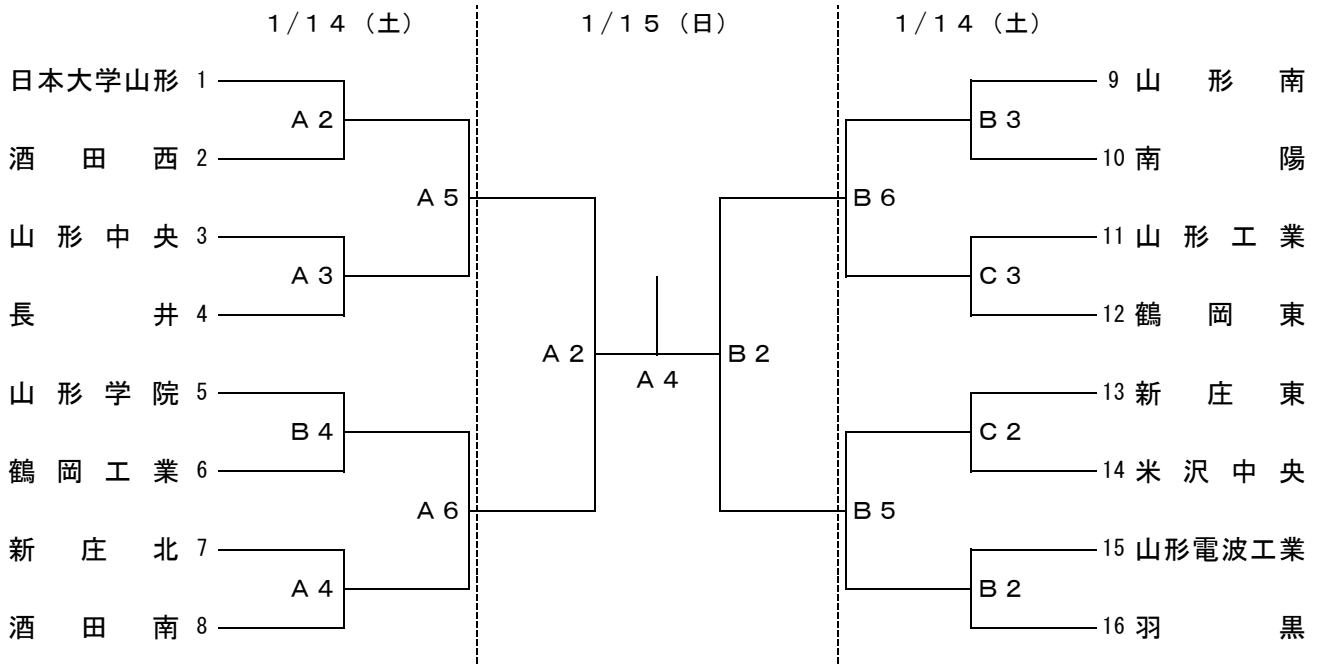 1/14（土） 1/15（日） 1/14（土）
日本大学山形 1 9 山形南
A2 B3
酒田西 2 10 南陽
A5 B6
山形中央 3 11 山形工業
A3 C3
長井 4 12 鶴岡東
A2 B2
A4
山形学院 5 13 新庄東
B4 C2
鶴岡工業 6 14 米沢中央
A6 B5
新庄北 7 15 山形電波工業
A4 B2
酒田南 8 16 羽黒